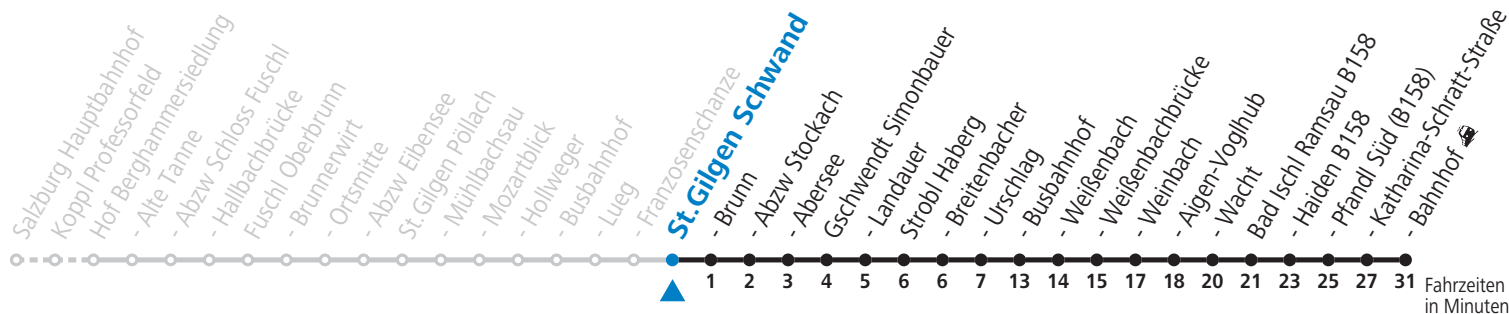 Salzburg Hauptbahnhof
Koppl Professorfeld
Hof Berghammersiedlung
- Alte Tanne
- Abzw Schloss Fuschl
- Hallbachbrücke
Fuschl Oberbrunn
- Brunnerwirt
- Ortsmitte
- Abzw Eibensee
St.Gilgen Pöllach
- Mühlbachsau
- Mozartblick
- Hollweger
- Busbahnhof
- Lueg
- Franzosenschanze
St.Gilgen Schwand
- Brunn
- Abzw Stockach
- Abersee
Gschwendt Simonbauer
- Landauer
Strobl Haberg
- Breitenbacher
- Urschlag
- Busbahnhof
- Weißenbach
- Weißenbachbrücke
- Weinbach
- Aigen-Voglhub
- Wacht
Bad Ischl Ramsau B158
- Haiden B158
- Pfandl Süd (B158)
- Katharina-Schratt-Straße
- Bahnhof
1 2 3 4 5 6 6 7 13 14 15 17 18 20 21 23 25 27 31
Fahrzeiten
in Minuten